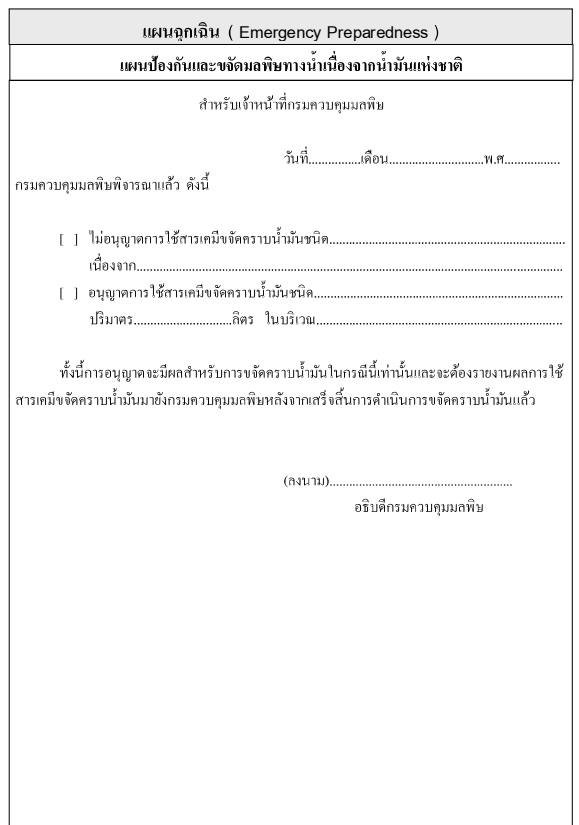 แผนฉุกเฉิน ( Emergency Preparedness )
แผนป้องกันและขจัดมลพิษทางน้ำเนื่องจากน้ำมันแห่งชาติ
สำหรับเจ้าหน้าที่กรมควบคุมมลพิษ
วันที่................เดือน.............................พ.ศ.................
กรมควบคุมมลพิษพิจารณาแล้ว ดังนี้
[ ] ไม่อนุญาตการใช้สารเคมีขจัดคราบน้ำมันชนิด........................................................................
เนื่องจาก...................................................................................................................................
[ ] อนุญาตการใช้สารเคมีขจัดคราบน้ำมันชนิด.............................................................................
ปริมาตร..............................ลิตร ในบริเวณ...........................................................................
ทั้งนี้การอนุญาตจะมีผลสำหรับการขจัดคราบน้ำมันในกรณีนี้เท่านั้นและจะต้องรายงานผลการใช้
สารเคมีขจัดคราบน้ำมันมายังกรมควบคุมมลพิษหลังจากเสร็จสิ้นการดำเนินการขจัดคราบน้ำมันแล้ว
(ลงนาม)........................................................
อธิบดีกรมควบคุมมลพิษ